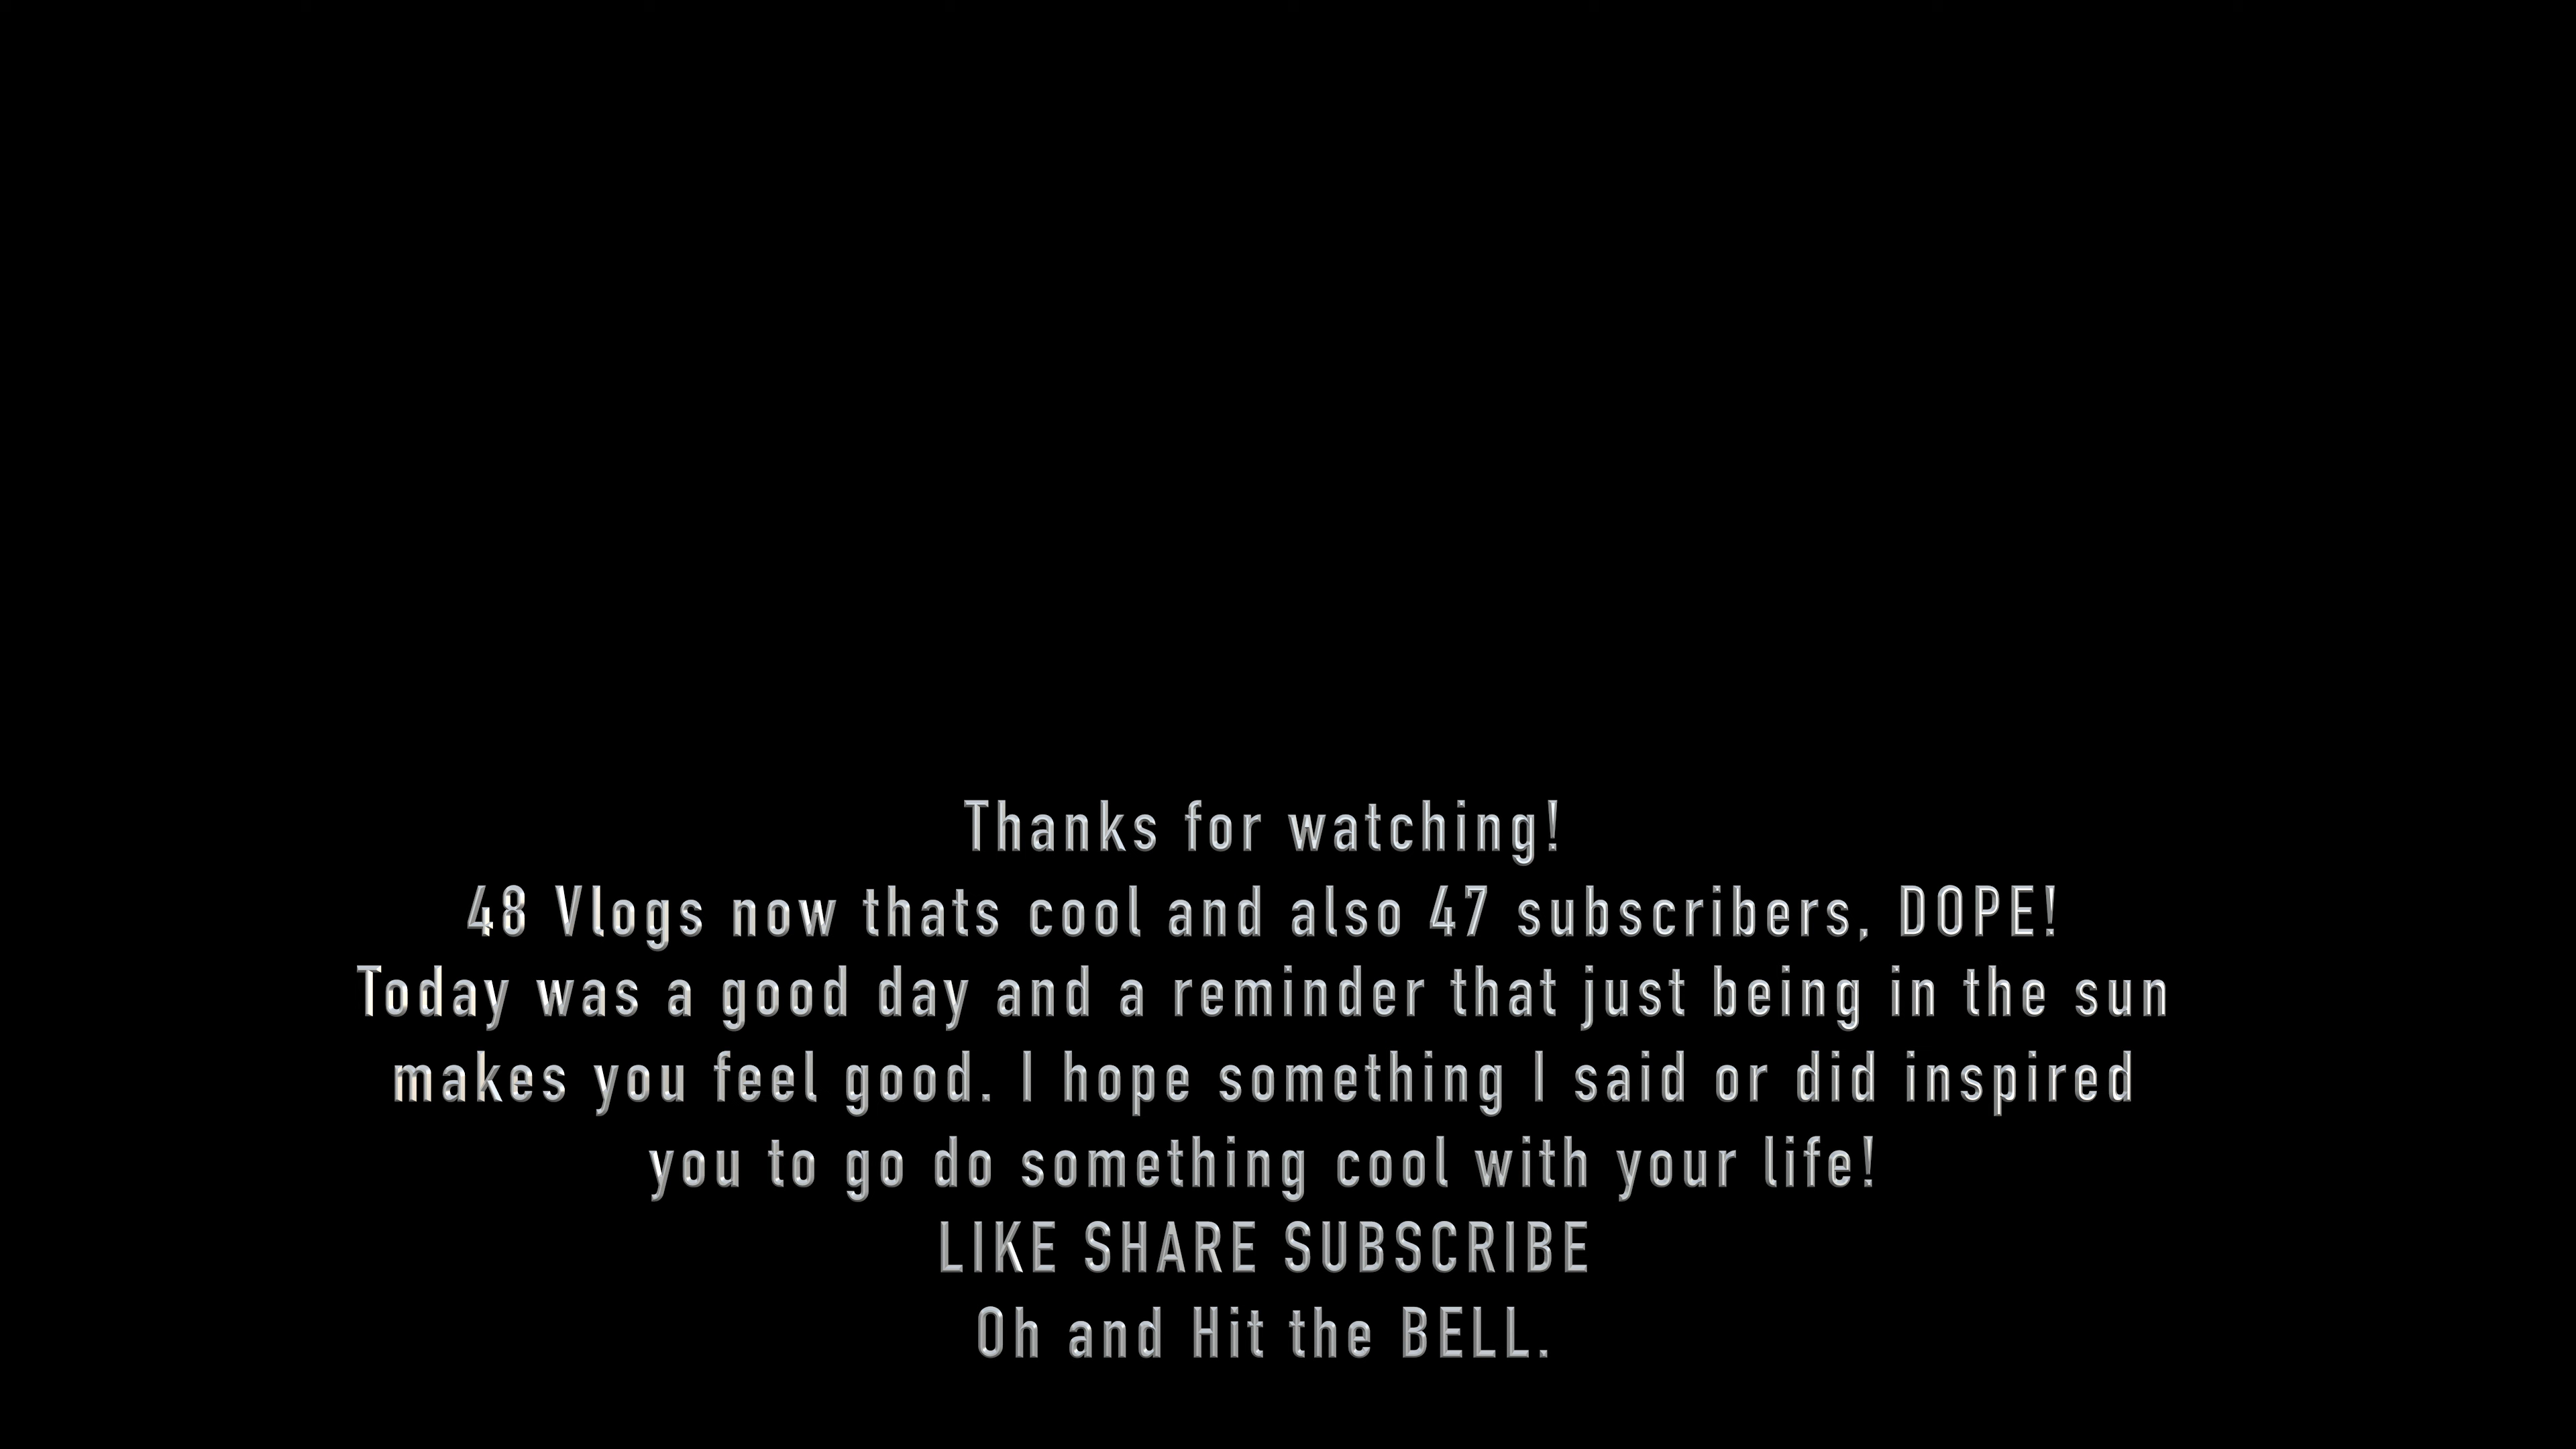 Thanks for watching!
48 Vlogs now thats cool and also 47 subscribers, DOPE!
Today was a good day and a reminder that just being in the sun
makes you feel good. I hope something I said or did inspired
you to go do something cool with your life!
LIKE SHARE SUBSCRIBE
Oh and Hit the BELL.